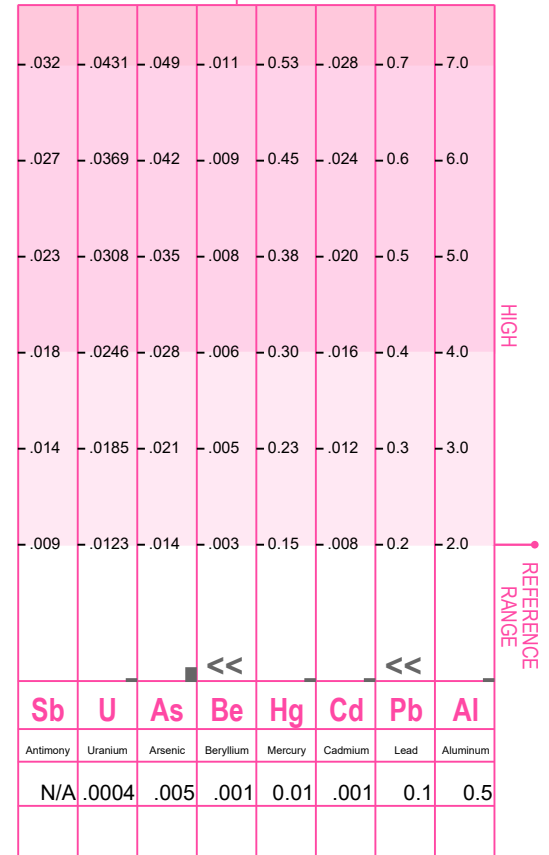 .032 .0431 .049 .011 0.53 .028 0.7 7.0
.027 .0369 .042 .009 0.45 .024 0.6 6.0
.023 .0308 .035 .008 0.38 .020 0.5 5.0
HIGH
.018 .0246 .028 .006 0.30 .016 0.4 4.0
.014 .0185 .021 .005 0.23 .012 0.3 3.0
.009 .0123 .014 .003 0.15 .008 0.2 2.0
REFERENCE
RANGE
<< <<
Sb U As Be Hg Cd Pb Al
Antimony Uranium Arsenic Beryllium Mercury Cadmium Lead Aluminum
N/A .0004 .005 .001 0.01 .001 0.1 0.5